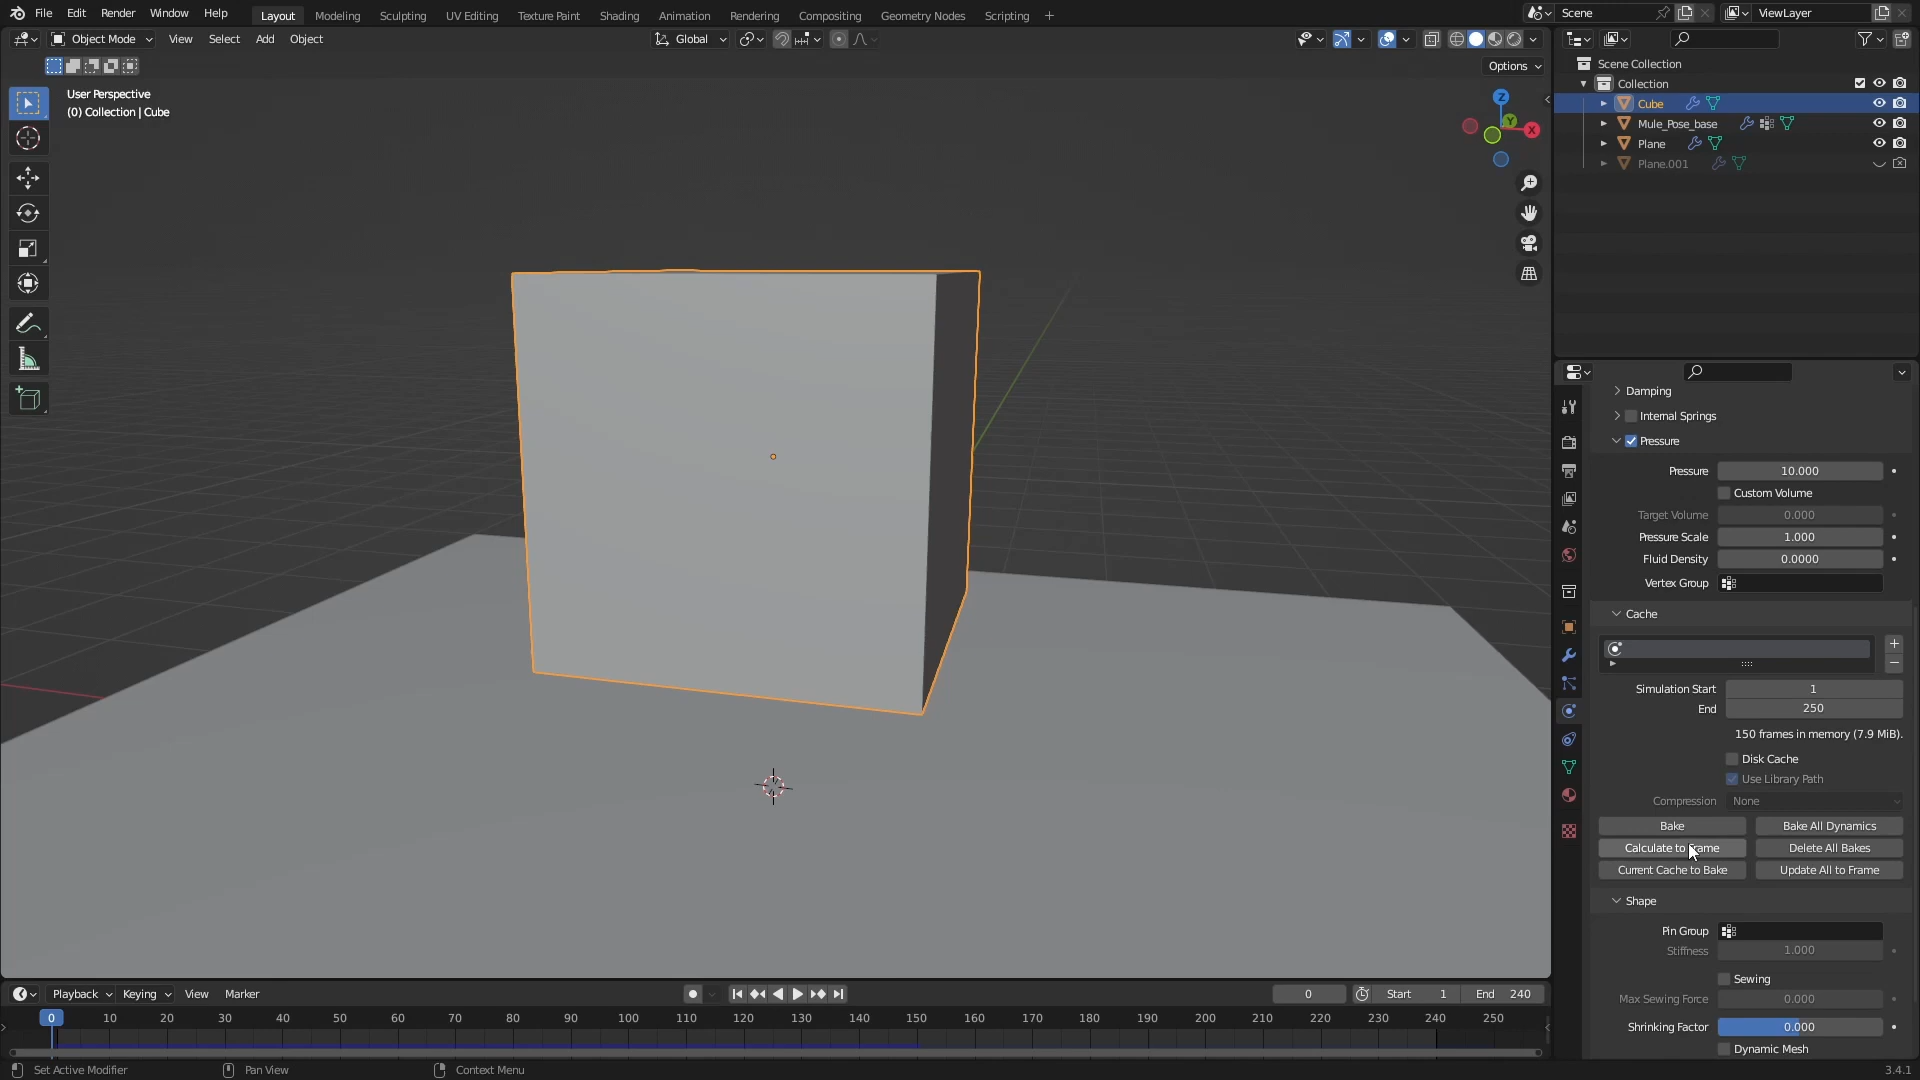 File Edit Render Window Help Layout Modeling Sculpting UV Editing Texture Paint Shading Animation Rendering Compositing Geometry Nodes Scripting + Scene ViewLayer
Object Mode View Select Add Object Global
Options
User Perspective
(0) Collection | Cube
Z
Y
X
Scene Collection
Collection
Cube
Mule_Pose_base
Plane
Plane.001
Damping
Internal Springs
Pressure
Pressure 10.000
Custom Volume
Target Volume 0.000
Pressure Scale 1.000
Fluid Density 0.0000
Vertex Group
Cache
Simulation Start 1
End 250
150 frames in memory (7.9 MiB).
Disk Cache
Use Library Path
Compression None
Bake Bake All Dynamics
Calculate to Frame Delete All Bakes
Current Cache to Bake Update All to Frame
Shape
Pin Group
Stiffness 1.000
Sewing
Max Sewing Force 0.000
Shrinking Factor 0.000
Dynamic Mesh
Playback Keying View Marker 0 Start 1 End 240
0 10 20 30 40 50 60 70 80 90 100 110 120 130 140 150 160 170 180 190 200 210 220 230 240 250
Set Active Modifier Pan View Context Menu 3.4.1